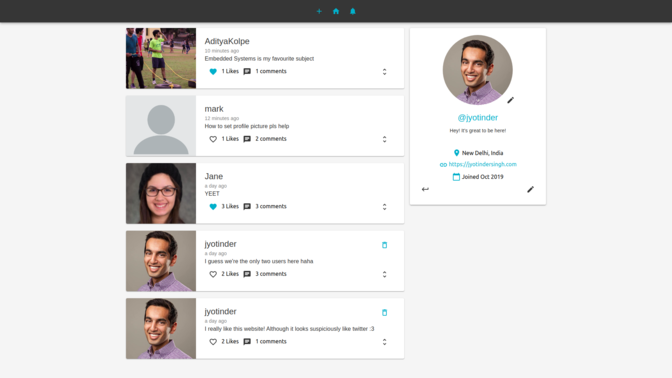 AdityaKolpe
10 minutes ago
Embedded Systems is my favourite subject
1 Likes 1 comments
mark
12 minutes ago
How to set profile picture pls help
1 Likes 2 comments
Jane
a day ago
YEET
3 Likes 3 comments
jyotinder
a day ago
I guess we're the only two users here haha
2 Likes 3 comments
jyotinder
a day ago
I really like this website! Although it looks suspiciously like twitter :3
2 Likes 1 comments
@jyotinder
Hey! It's great to be here!
New Delhi, India
https://jyotindersingh.com
Joined Oct 2019